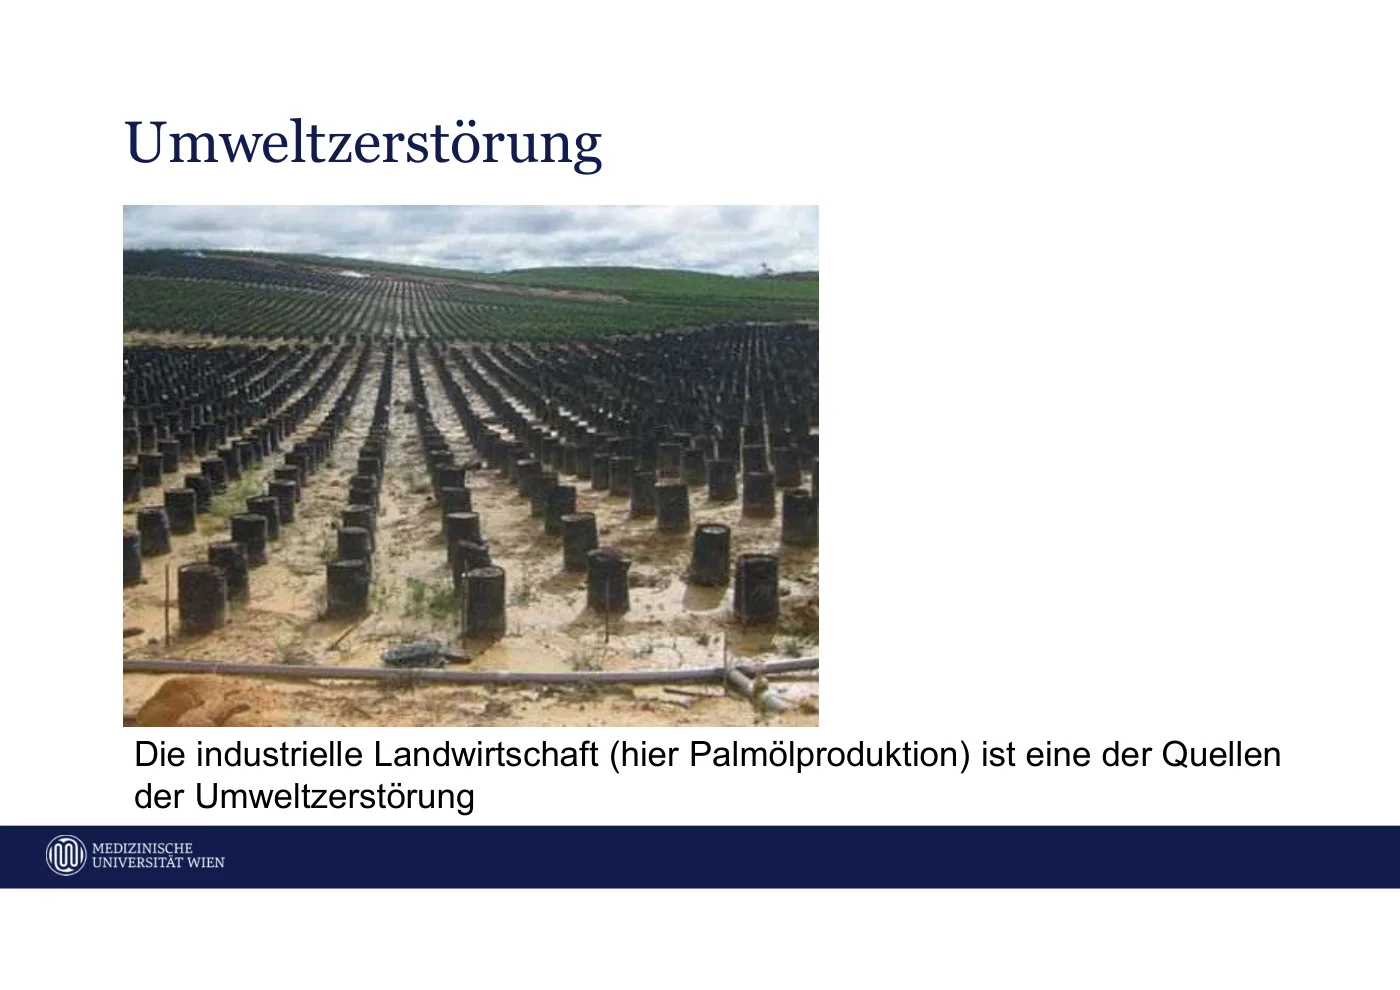 Umweltzerstörung
Die industrielle Landwirtschaft (hier Palmölproduktion) ist eine der Quellen
der Umweltzerstörung
MEDIZINISCHE
UNIVERSITÄT WIEN